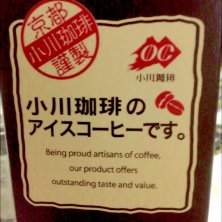 京都
小川珈琲
謹製
OC
小川珈琲
小川珈琲の
アイスコーヒーです。
Being proud artisans of coffee,
our product offers
outstanding taste and value.